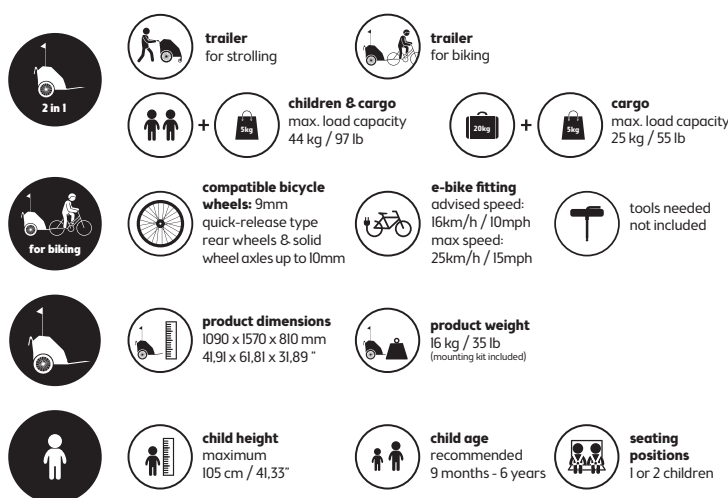 2 in 1
trailer
for strolling
trailer
for biking
+
5kg
children & cargo
max. load capacity
44 kg / 97 lb
20kg
+
5kg
cargo
max. load capacity
25 kg / 55 lb
for biking
compatible bicycle
wheels: 9mm
quick-release type
rear wheels & solid
wheel axles up to 10mm
e-bike fitting
advised speed:
16km/h / 10mph
max speed:
25km/h / 15mph
tools needed
not included
product dimensions
1090 x 1570 x 810 mm
41,91 x 61,81 x 31,89 "
product weight
16 kg / 35 lb
(mounting kit included)
child height
maximum
105 cm / 41,33"
child age
recommended
9 months - 6 years
seating
positions
1 or 2 children